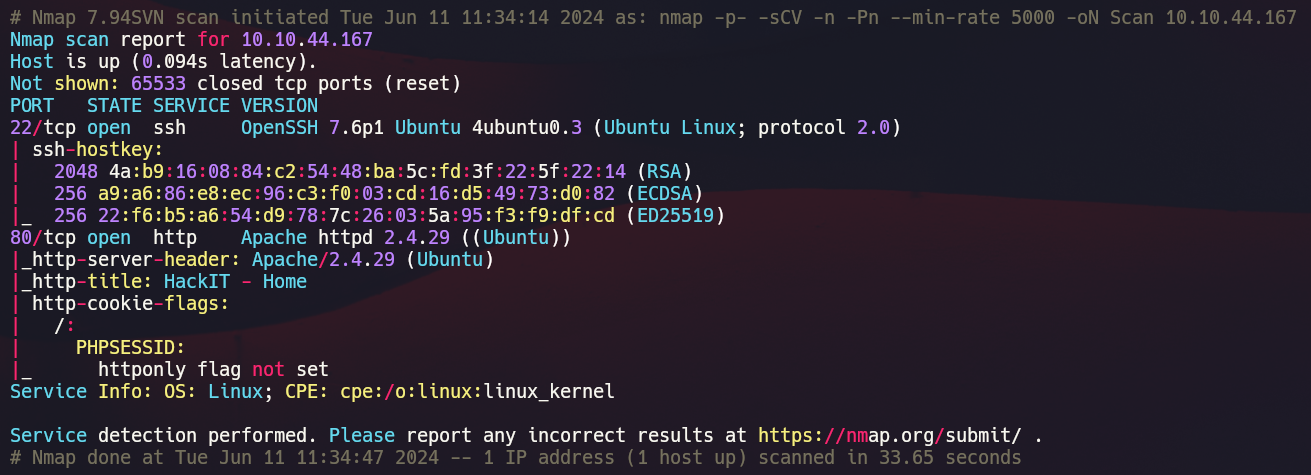 # Nmap 7.94SVN scan initiated Tue Jun 11 11:34:14 2024 as: nmap -p- -sCV -n -Pn --min-rate 5000 -oN Scan 10.10.44.167
Nmap scan report for 10.10.44.167
Host is up (0.094s latency).
Not shown: 65533 closed tcp ports (reset)
PORT   STATE SERVICE VERSION
22/tcp open  ssh     OpenSSH 7.6p1 Ubuntu 4ubuntu0.3 (Ubuntu Linux; protocol 2.0)
| ssh-hostkey:
|   2048 4a:b9:16:08:84:c2:54:48:ba:5c:fd:3f:22:5f:22:14 (RSA)
|   256 a9:a6:86:e8:ec:96:c3:f0:03:cd:16:d5:49:73:d0:82 (ECDSA)
|_  256 22:f6:b5:a6:54:d9:78:7c:26:03:5a:95:f3:f9:df:cd (ED25519)
80/tcp open  http    Apache httpd 2.4.29 ((Ubuntu))
|_http-server-header: Apache/2.4.29 (Ubuntu)
|_http-title: HackIT - Home
| http-cookie-flags:
|   /:
|     PHPSESSID:
|_      httponly flag not set
Service Info: OS: Linux; CPE: cpe:/o:linux:linux_kernel

Service detection performed. Please report any incorrect results at https://nmap.org/submit/ .
# Nmap done at Tue Jun 11 11:34:47 2024 -- 1 IP address (1 host up) scanned in 33.65 seconds